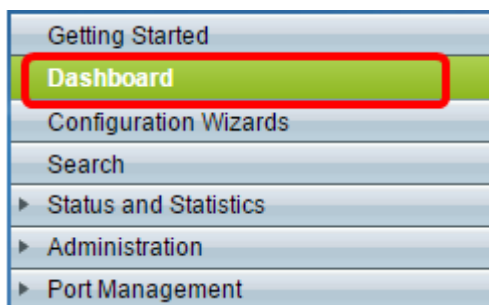 Getting Started
Dashboard
Configuration Wizards
Search
Status and Statistics
Administration
Port Management